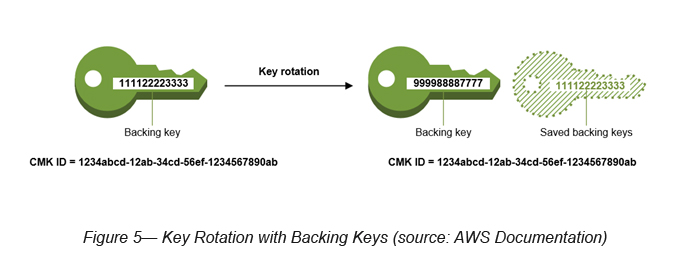 111122223333
Key rotation
999988887777
111122223333
Backing key
Backing key
Saved backing keys
CMK ID = 1234abcd-12ab-34cd-56ef-1234567890ab
CMK ID = 1234abcd-12ab-34cd-56ef-1234567890ab
Figure 5— Key Rotation with Backing Keys (source: AWS Documentation)